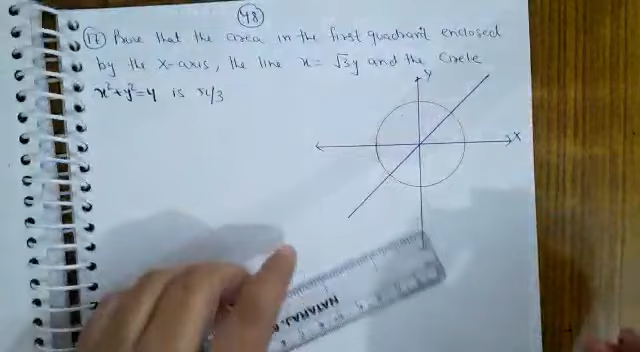 48
17 Prove that the area in the first quadrant enclosed
by the X-axis, the line x = √3y and the Circle
x²+y²=4 is π/3
Y
X
NATARAJ